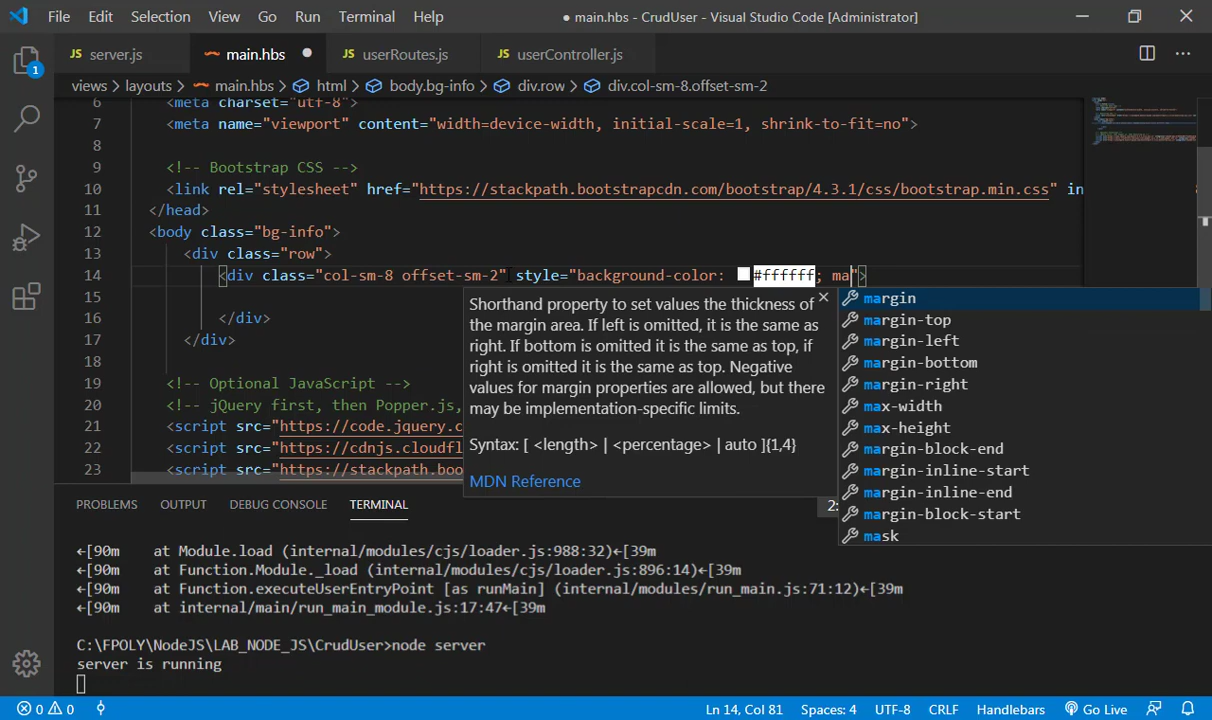 File Edit Selection View Go Run Terminal Help ● main.hbs - CrudUser - Visual Studio Code [Administrator]
JS server.js main.hbs ● JS userRoutes.js JS userController.js ···
1
views > layouts > main.hbs > html > body.bg-info > div.row > div.col-sm-8.offset-sm-2
6 <meta charset="utf-8">
7 <meta name="viewport" content="width=device-width, initial-scale=1, shrink-to-fit=no">
8
9 <!-- Bootstrap CSS -->
10 <link rel="stylesheet" href="https://stackpath.bootstrapcdn.com/bootstrap/4.3.1/css/bootstrap.min.css" in
11 </head>
12 <body class="bg-info">
13 <div class="row">
14 <div class="col-sm-8 offset-sm-2" style="background-color: #ffffff; ma">
15
16 </div>
17 </div>
18
19 <!-- Optional JavaScript -->
20 <!-- jQuery first, then Popper.js,
21 <script src="https://code.jquery.c
22 <script src="https://cdnjs.cloudfl
23 <script src="https://stackpath.boo
Shorthand property to set values the thickness of
the margin area. If left is omitted, it is the same as
right. If bottom is omitted it is the same as top, if
right is omitted it is the same as top. Negative
values for margin properties are allowed, but there
may be implementation-specific limits.
Syntax: [ <length> | <percentage> | auto ]{1,4}
MDN Reference
margin
margin-top
margin-left
margin-bottom
margin-right
max-width
max-height
margin-block-end
margin-inline-start
margin-inline-end
margin-block-start
mask
PROBLEMS OUTPUT DEBUG CONSOLE TERMINAL 2:
←[90m    at Module.load (internal/modules/cjs/loader.js:988:32)←[39m
←[90m    at Function.Module._load (internal/modules/cjs/loader.js:896:14)←[39m
←[90m    at Function.executeUserEntryPoint [as runMain] (internal/modules/run_main.js:71:12)←[39m
←[90m    at internal/main/run_main_module.js:17:47←[39m
C:\FPOLY\NodeJS\LAB_NODE_JS\CrudUser>node server
server is running
0 0 Ln 14, Col 81 Spaces: 4 UTF-8 CRLF Handlebars Go Live